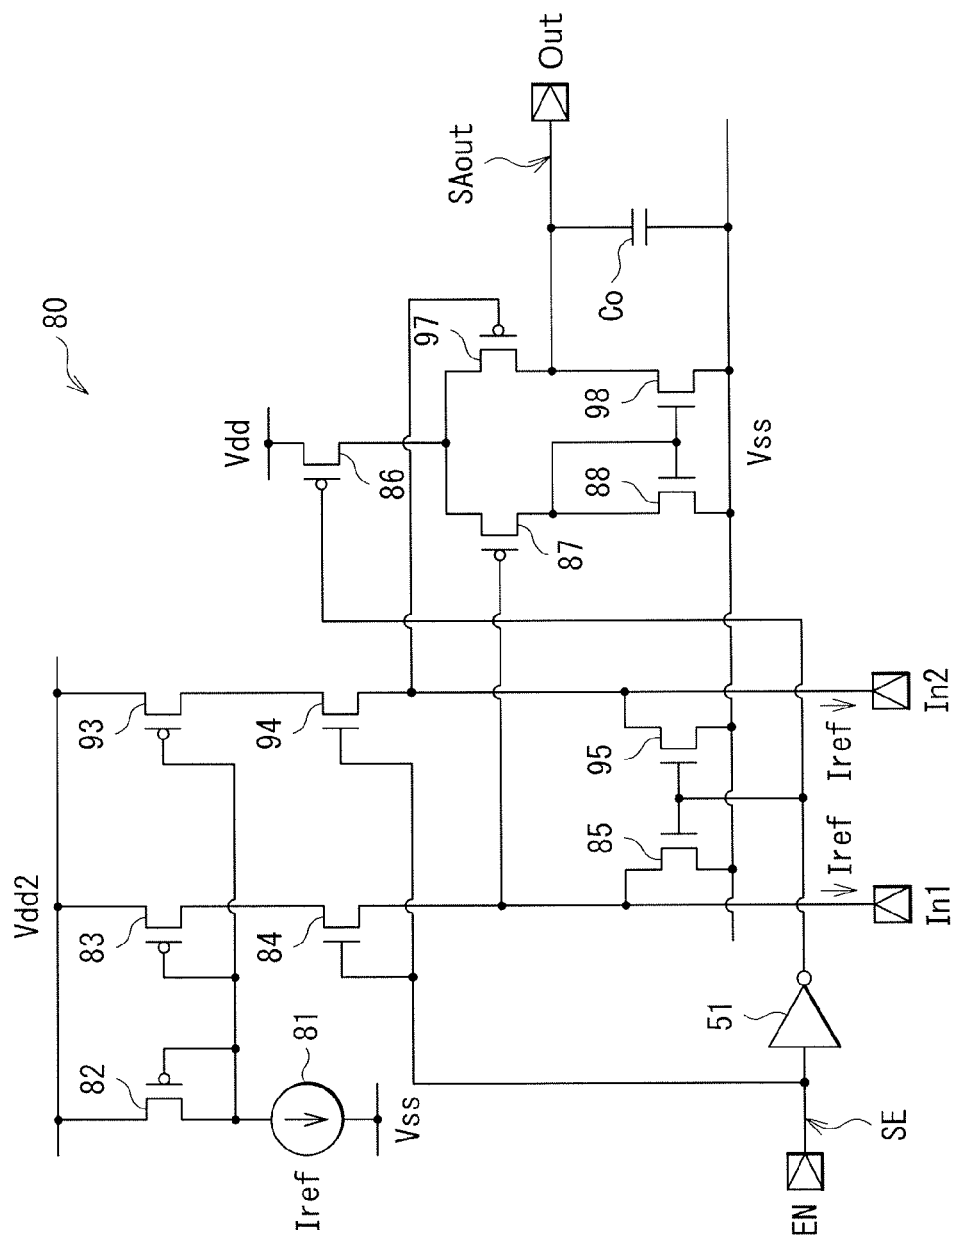 80
Vdd2
Vdd
82
83
93
84
94
86
97
87
88
98
81
Iref
Vss
85
95
Vss
Co
SAout
Out
51
SE
EN
Iref
Iref
In1
In2